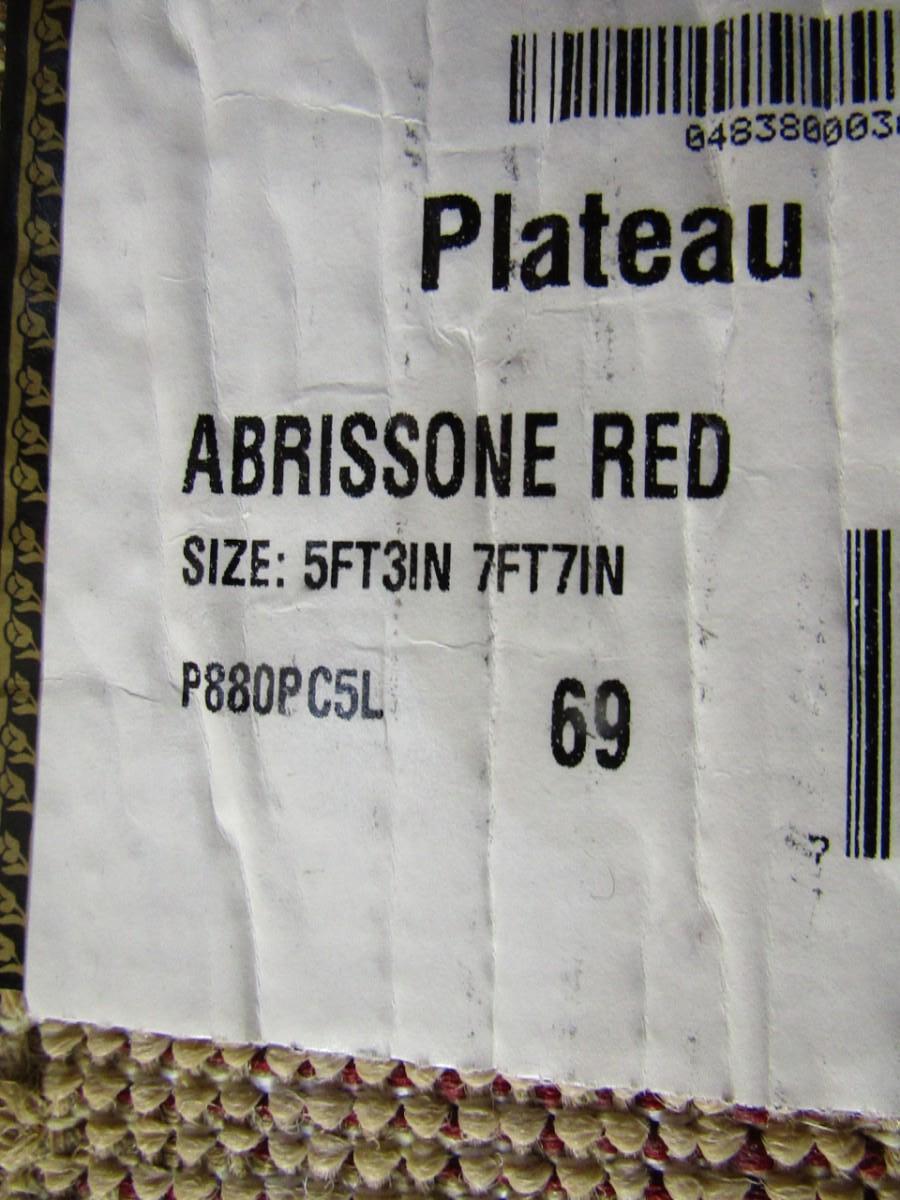 048380003
Plateau
ABRISSONE RED
SIZE: 5FT3IN 7FT7IN
P880PC5L
69